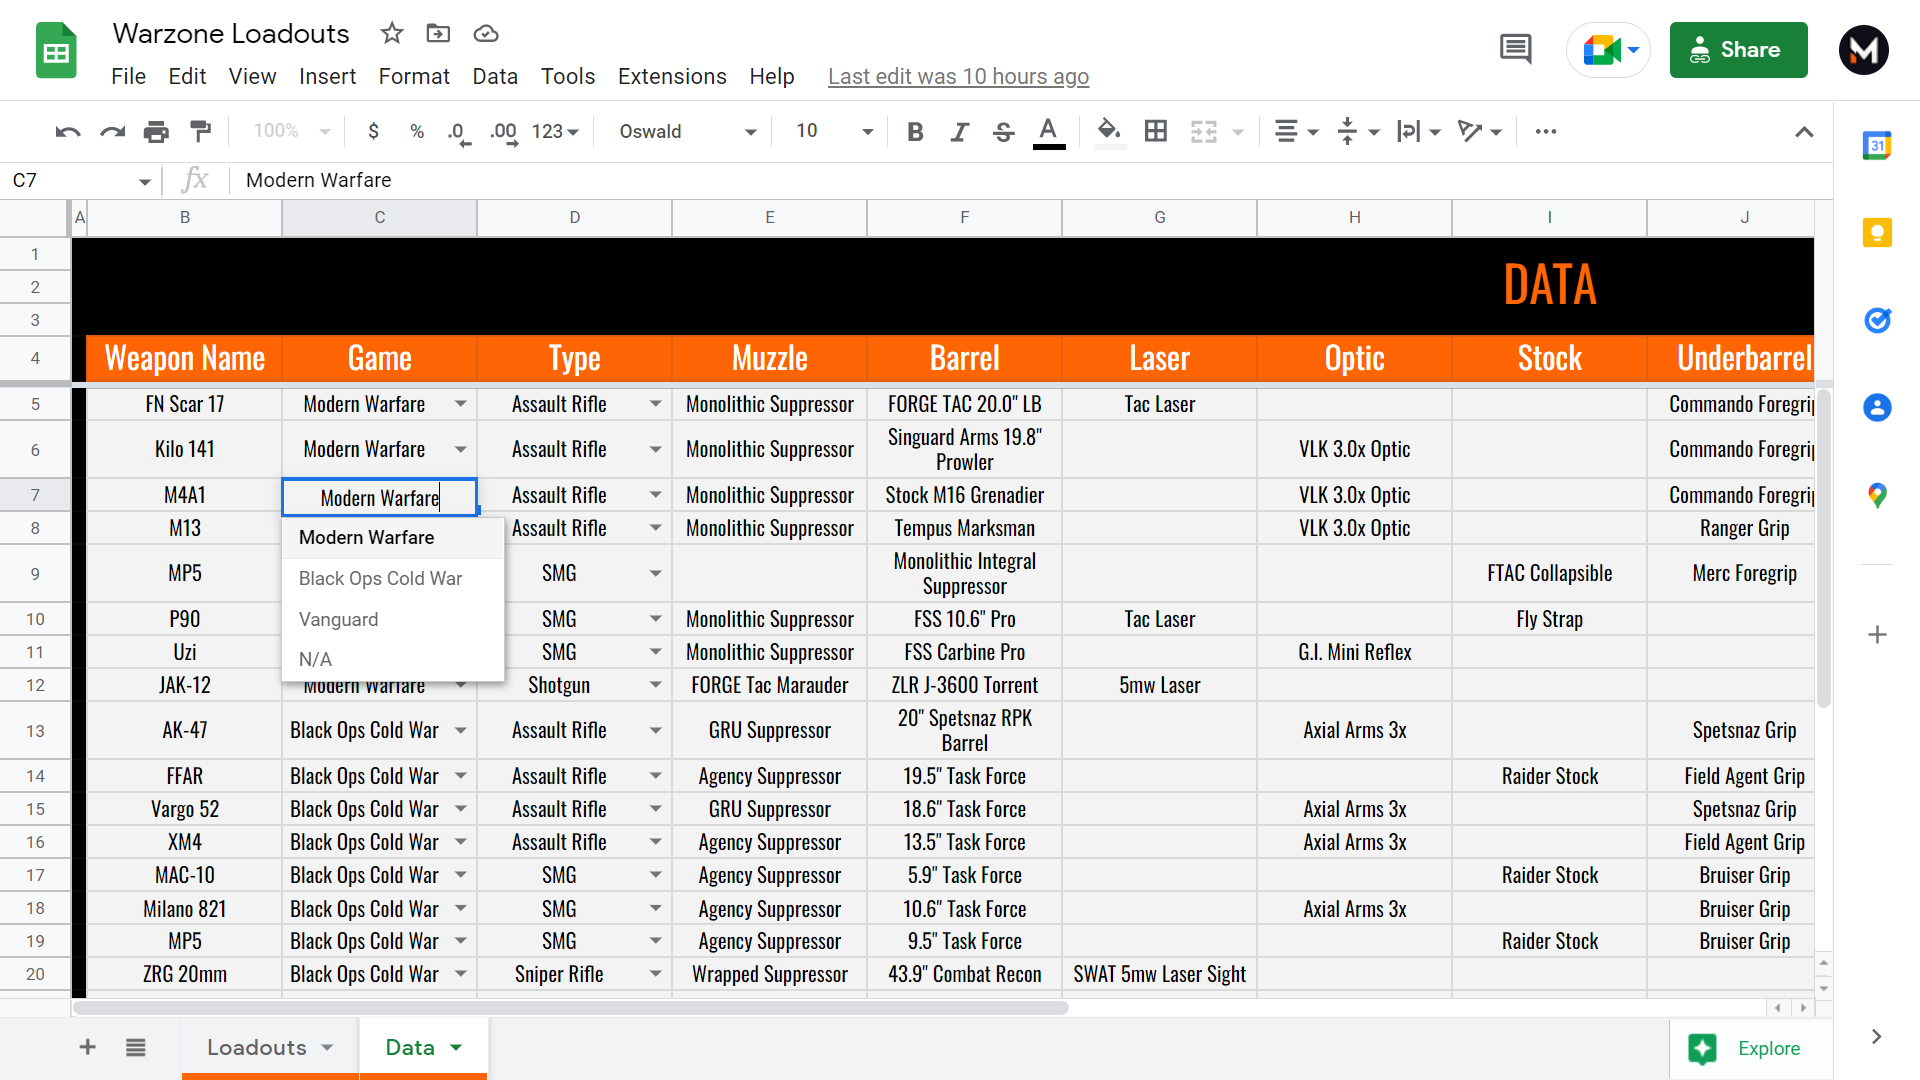 Warzone Loadouts
File Edit View Insert Format Data Tools Extensions Help Last edit was 10 hours ago
Share
100% $ % .0 .00 123 Oswald 10 B I S A
31
C7 fx Modern Warfare
A B C D E F G H I J
1
2 DATA
3
4 Weapon Name Game Type Muzzle Barrel Laser Optic Stock Underbarrel
5 FN Scar 17 Modern Warfare Assault Rifle Monolithic Suppressor FORGE TAC 20.0" LB Tac Laser Commando Foregrip
6 Kilo 141 Modern Warfare Assault Rifle Monolithic Suppressor Singuard Arms 19.8" Prowler VLK 3.0x Optic Commando Foregrip
7 M4A1 Modern Warfare Assault Rifle Monolithic Suppressor Stock M16 Grenadier VLK 3.0x Optic Commando Foregrip
8 M13 Assault Rifle Monolithic Suppressor Tempus Marksman VLK 3.0x Optic Ranger Grip
Modern Warfare
Black Ops Cold War
Vanguard
N/A
9 MP5 SMG Monolithic Integral Suppressor FTAC Collapsible Merc Foregrip
10 P90 SMG Monolithic Suppressor FSS 10.6" Pro Tac Laser Fly Strap
11 Uzi SMG Monolithic Suppressor FSS Carbine Pro G.I. Mini Reflex
12 JAK-12 Modern Warfare Shotgun FORGE Tac Marauder ZLR J-3600 Torrent 5mw Laser
13 AK-47 Black Ops Cold War Assault Rifle GRU Suppressor 20" Spetsnaz RPK Barrel Axial Arms 3x Spetsnaz Grip
14 FFAR Black Ops Cold War Assault Rifle Agency Suppressor 19.5" Task Force Raider Stock Field Agent Grip
15 Vargo 52 Black Ops Cold War Assault Rifle GRU Suppressor 18.6" Task Force Axial Arms 3x Spetsnaz Grip
16 XM4 Black Ops Cold War Assault Rifle Agency Suppressor 13.5" Task Force Axial Arms 3x Field Agent Grip
17 MAC-10 Black Ops Cold War SMG Agency Suppressor 5.9" Task Force Raider Stock Bruiser Grip
18 Milano 821 Black Ops Cold War SMG Agency Suppressor 10.6" Task Force Axial Arms 3x Bruiser Grip
19 MP5 Black Ops Cold War SMG Agency Suppressor 9.5" Task Force Raider Stock Bruiser Grip
20 ZRG 20mm Black Ops Cold War Sniper Rifle Wrapped Suppressor 43.9" Combat Recon SWAT 5mw Laser Sight
Loadouts Data Explore